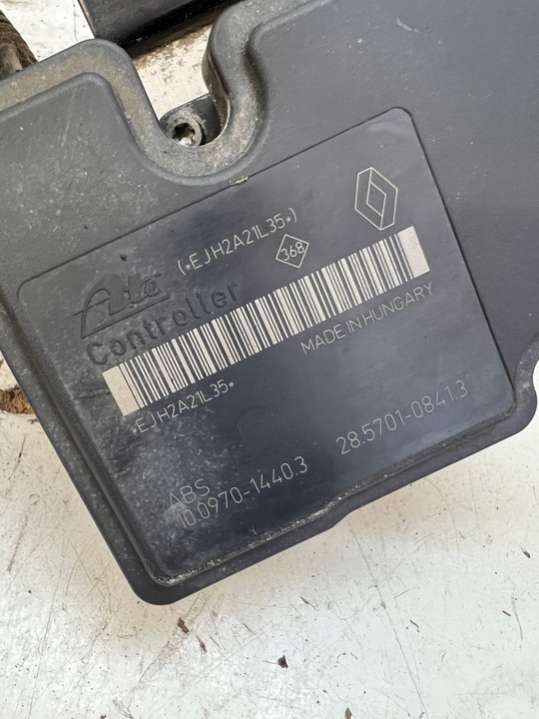 (*EJH2A21L35*)
368
Ate
Controller
MADE IN HUNGARY
*EJH2A21L35*
ABS
10.0970-1440.3 28.5701-0841.3